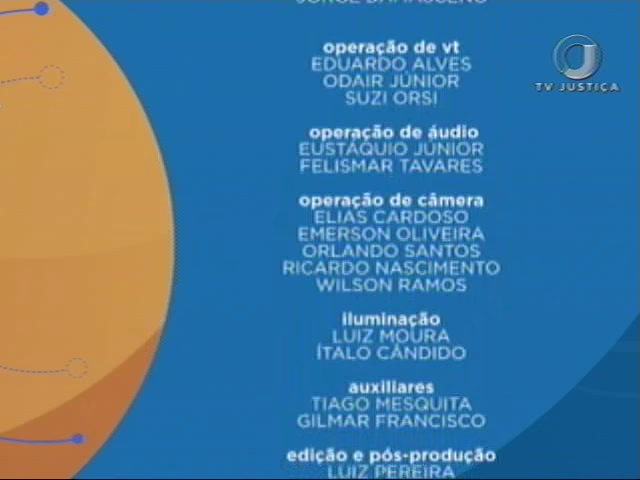 JORGE DAMASCENO
operação de vt
EDUARDO ALVES
ODAIR JÚNIOR
SUZI ORSI
TV JUSTIÇA
operação de áudio
EUSTÁQUIO JÚNIOR
FELISMAR TAVARES
operação de câmera
ELIAS CARDOSO
EMERSON OLIVEIRA
ORLANDO SANTOS
RICARDO NASCIMENTO
WILSON RAMOS
iluminação
LUIZ MOURA
ÍTALO CÂNDIDO
auxiliares
TIAGO MESQUITA
GILMAR FRANCISCO
edição e pós-produção
LUIZ PEREIRA